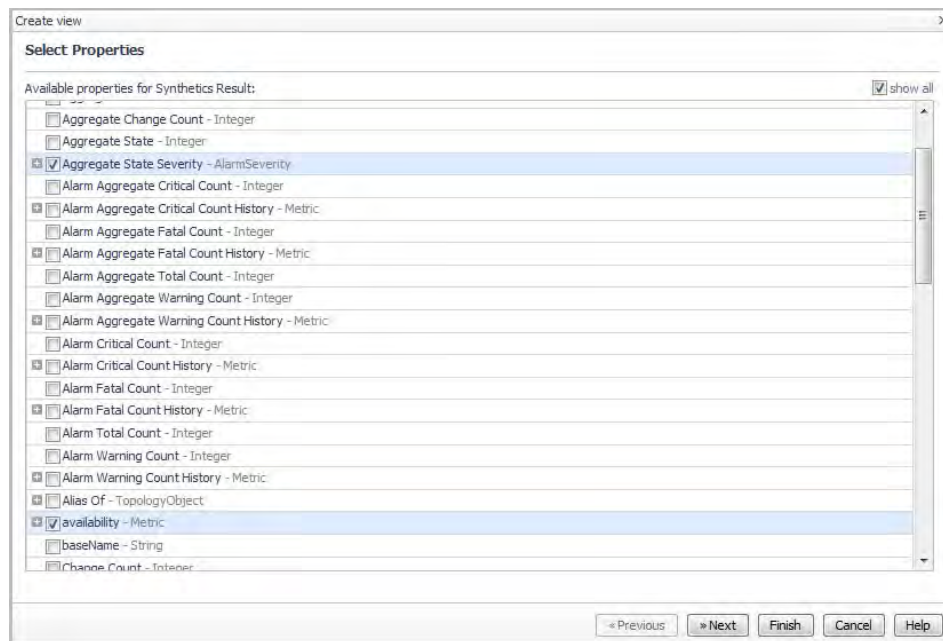 Create view
Select Properties
Available properties for Synthetics Result: show all
Aggregate Change Count - Integer
Aggregate State - Integer
Aggregate State Severity - AlarmSeverity
Alarm Aggregate Critical Count - Integer
Alarm Aggregate Critical Count History - Metric
Alarm Aggregate Fatal Count - Integer
Alarm Aggregate Fatal Count History - Metric
Alarm Aggregate Total Count - Integer
Alarm Aggregate Warning Count - Integer
Alarm Aggregate Warning Count History - Metric
Alarm Critical Count - Integer
Alarm Critical Count History - Metric
Alarm Fatal Count - Integer
Alarm Fatal Count History - Metric
Alarm Total Count - Integer
Alarm Warning Count - Integer
Alarm Warning Count History - Metric
Alias Of - TopologyObject
availability - Metric
baseName - String
Change Count - Integer
« Previous » Next Finish Cancel Help